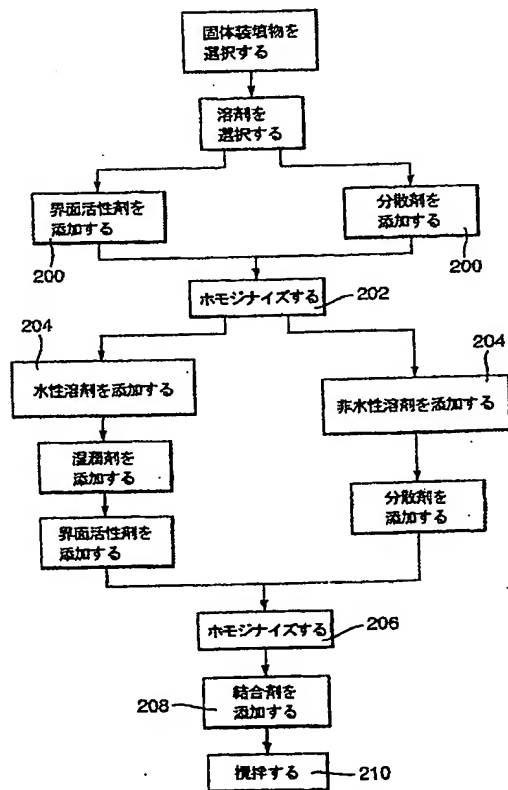 固体装填物を
選択する
溶剤を
選択する
界面活性剤を
添加する
200
分散剤を
添加する
200
ホモジナイズする
202
204
水性溶剤を添加する
204
非水性溶剤を添加する
湿潤剤を
添加する
界面活性剤を
添加する
分散剤を
添加する
ホモジナイズする
206
208
結合剤を
添加する
攪拌する
210